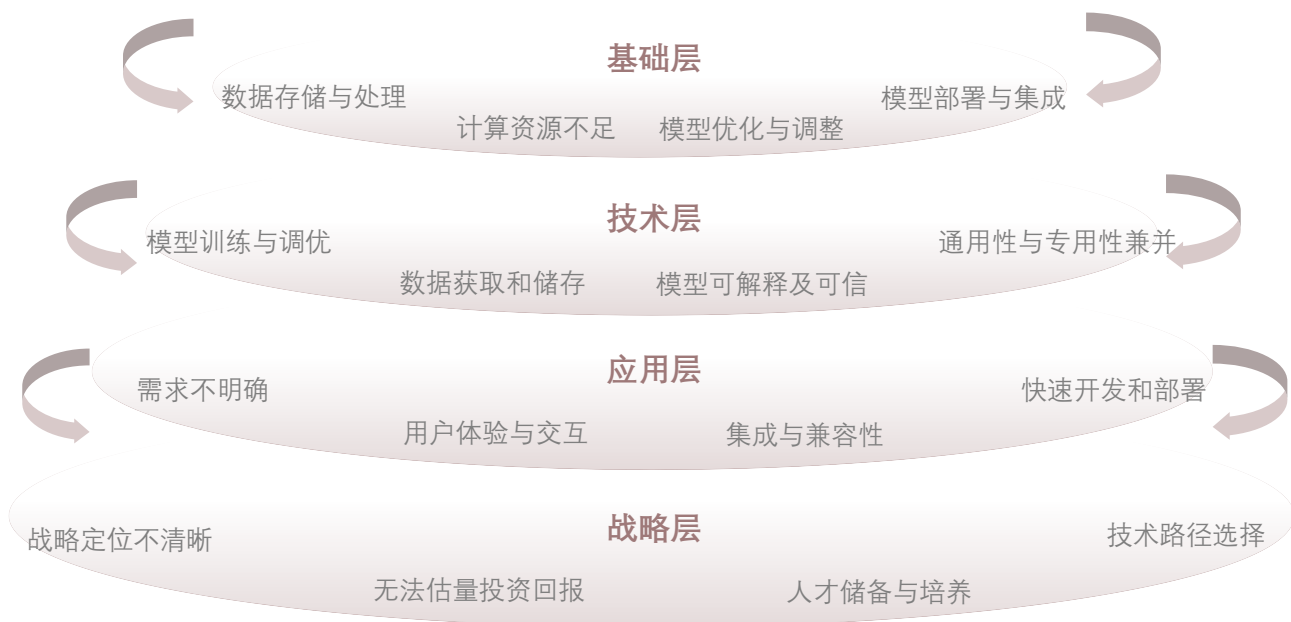 基础层
数据存储与处理
计算资源不足
模型优化与调整
模型部署与集成
技术层
模型训练与调优
数据获取和储存
模型可解释及可信
通用性与专用性兼并
应用层
需求不明确
用户体验与交互
集成与兼容性
快速开发和部署
战略层
战略定位不清晰
无法估量投资回报
人才储备与培养
技术路径选择